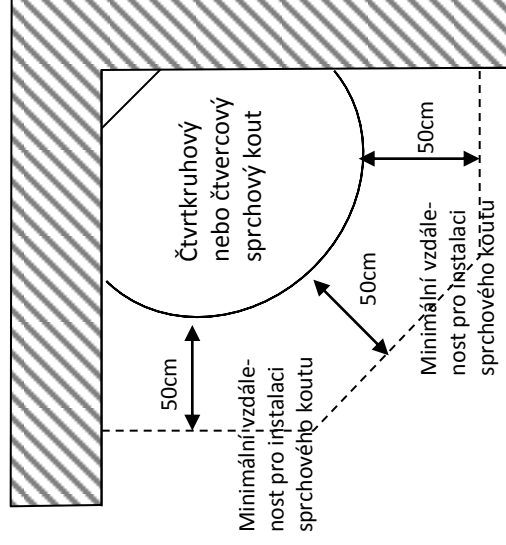 Čtvrtkruhový
nebo čtvercový
sprchový kout
50cm
50cm
50cm
Minimální vzdále-
nost pro instalaci
sprchového koutu
Minimální vzdále-
nost pro instalaci
sprchového koutu